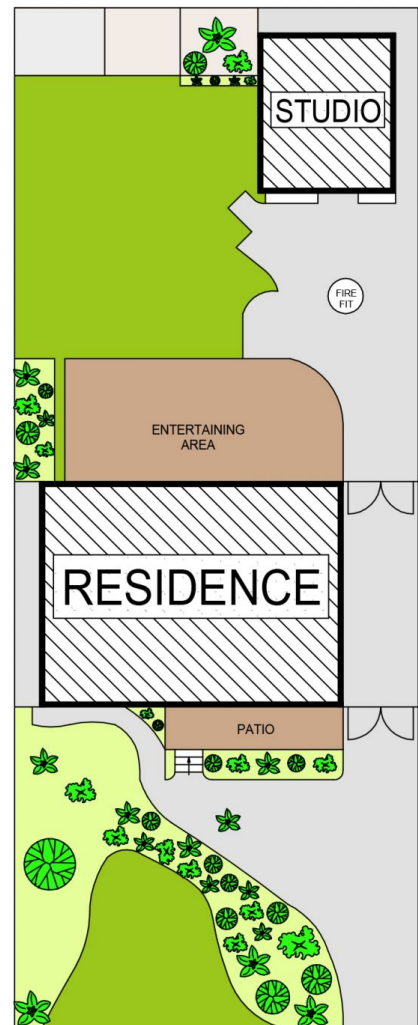 STUDIO
FIRE
FIT
ENTERTAINING
AREA
RESIDENCE
PATIO